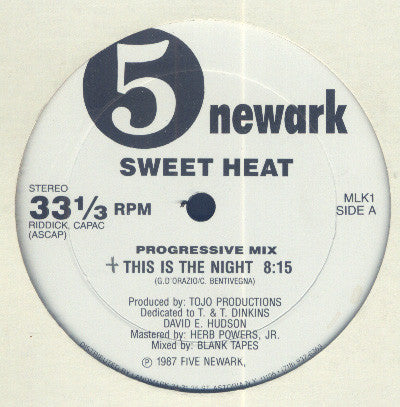 5 newark
SWEET HEAT
STEREO
33 1/3 RPM
RIDDICK, CAPAC
(ASCAP)
MLK1
SIDE A
PROGRESSIVE MIX
+ THIS IS THE NIGHT 8:15
(G.D ORAZIO/C. BENTIVEGNA)
Produced by: TOJO PRODUCTIONS
Dedicated to T. & T. DINKINS
DAVID E. HUDSON
Mastered by: HERB POWERS, JR.
Mixed by: BLANK TAPES
Ⓟ 1987 FIVE NEWARK,